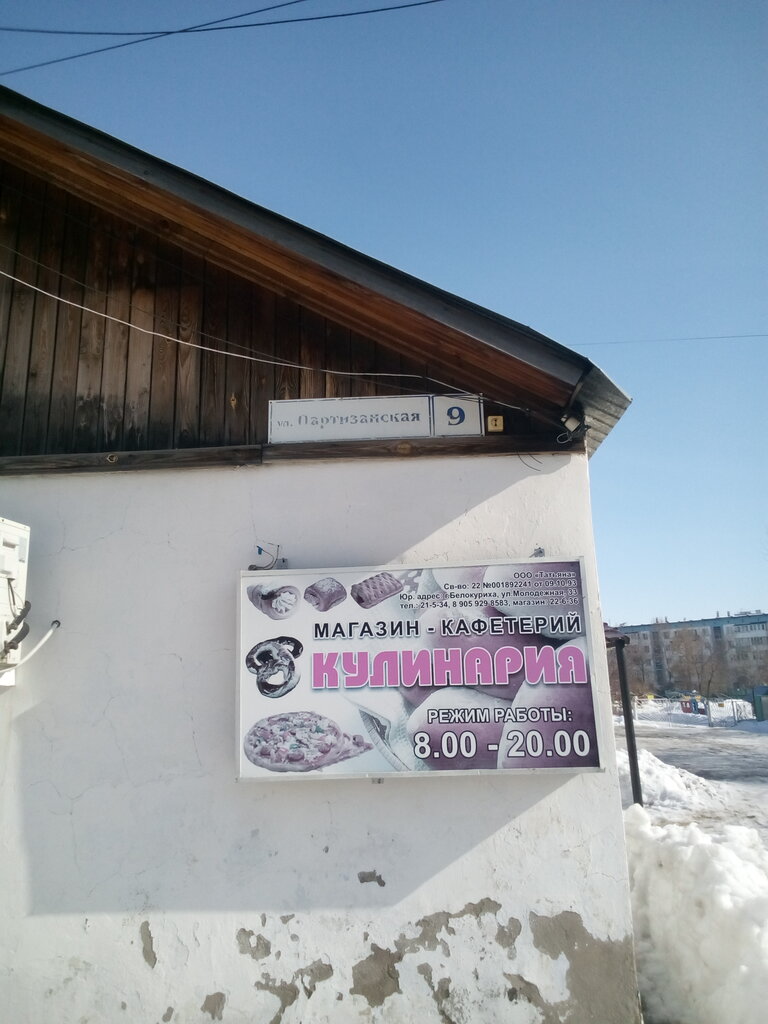 ул. Партизанская 9
ООО «Татьяна»
Св-во: 22 №001892241 от 09.10.93
Юр. адрес: г.Белокуриха, ул.Молодежная, 33
тел.: 21-5-34, 8 905 929 8583, магазин: 22-6-36
МАГАЗИН - КАФЕТЕРИЙ
КУЛИНАРИЯ
РЕЖИМ РАБОТЫ:
8.00 - 20.00